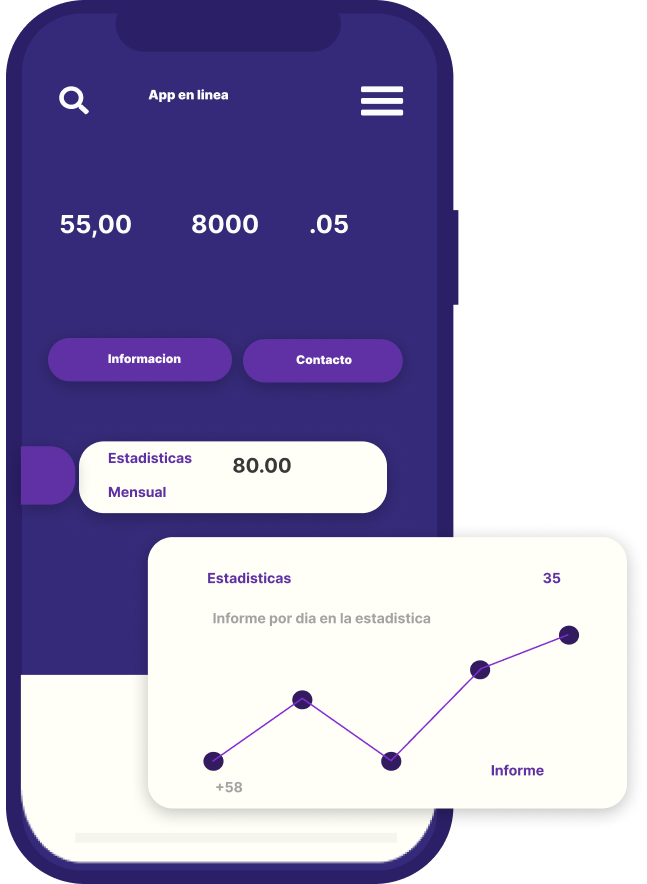 App en linea
55,00 8000 .05
Informacion Contacto
Estadisticas 80.00
Mensual
Estadisticas 35
Informe por dia en la estadistica
Informe
+58